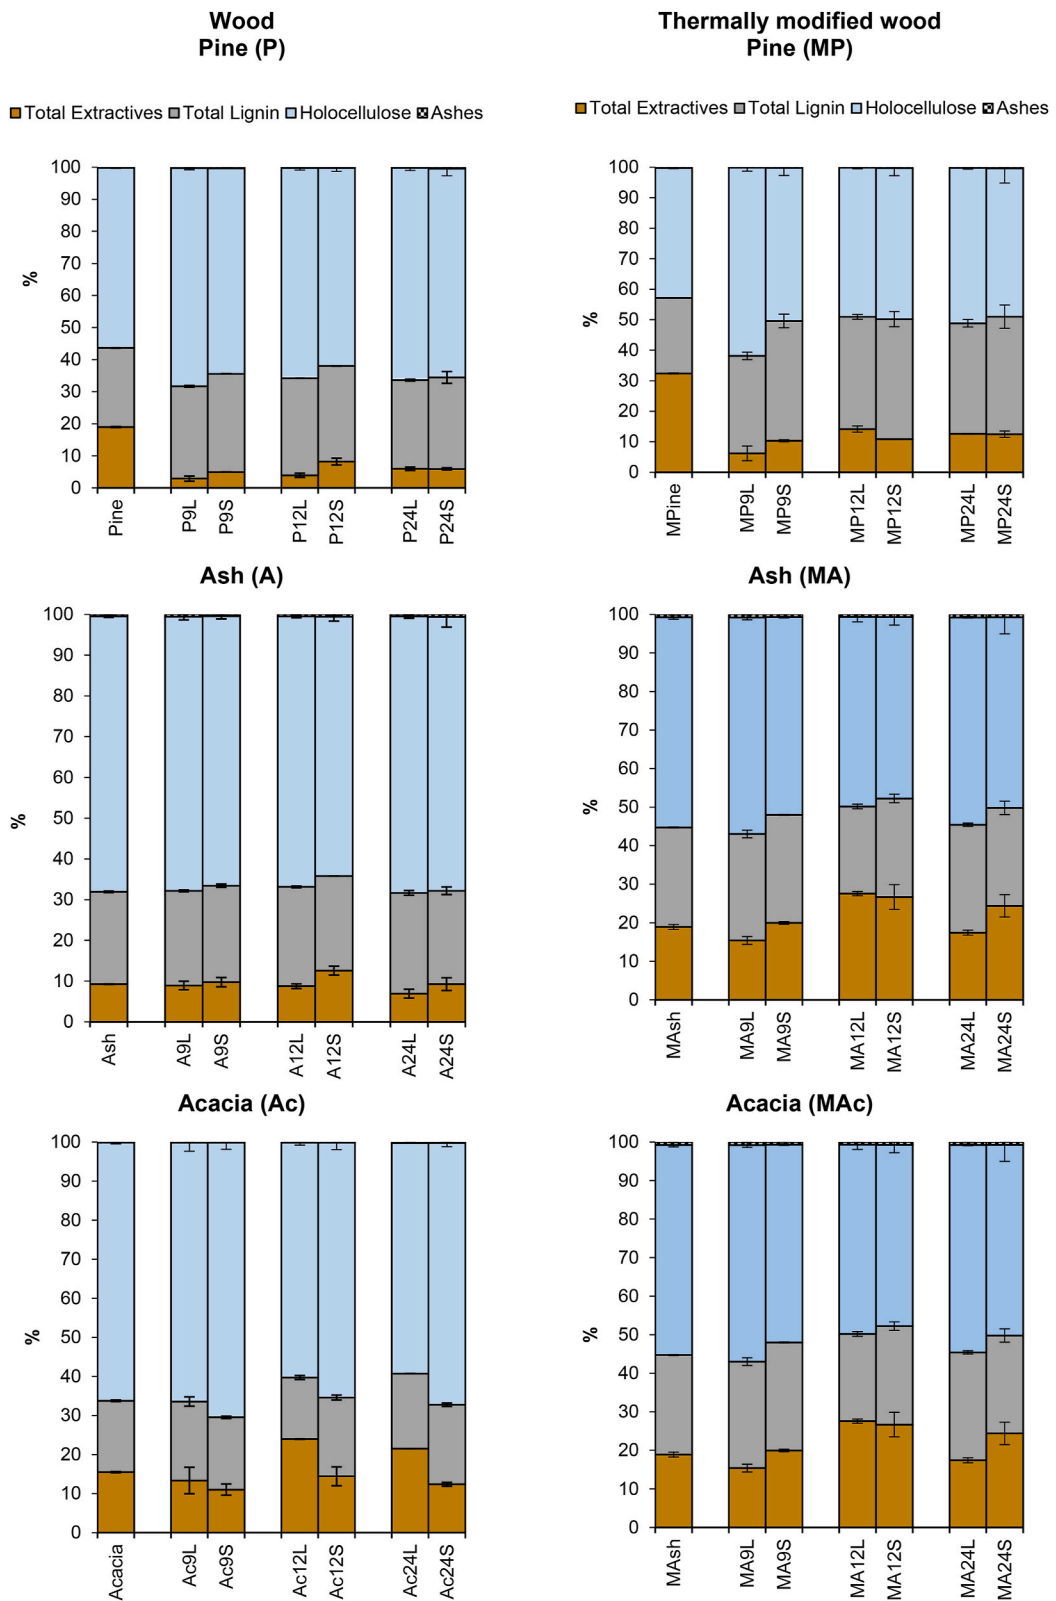 Wood
Pine (P)
Total Extractives Total Lignin Holocellulose Ashes
100
90
80
70
60
50
40
30
20
10
0
%
Pine
P9L
P9S
P12L
P12S
P24L
P24S
Thermally modified wood
Pine (MP)
Total Extractives Total Lignin Holocellulose Ashes
100
90
80
70
60
50
40
30
20
10
0
%
MPine
MP9L
MP9S
MP12L
MP12S
MP24L
MP24S
Ash (A)
100
90
80
70
60
50
40
30
20
10
0
%
Ash
A9L
A9S
A12L
A12S
A24L
A24S
Ash (MA)
100
90
80
70
60
50
40
30
20
10
0
%
MAsh
MA9L
MA9S
MA12L
MA12S
MA24L
MA24S
Acacia (Ac)
100
90
80
70
60
50
40
30
20
10
0
%
Acacia
Ac9L
Ac9S
Ac12L
Ac12S
Ac24L
Ac24S
Acacia (MAc)
100
90
80
70
60
50
40
30
20
10
0
%
MAsh
MA9L
MA9S
MA12L
MA12S
MA24L
MA24S